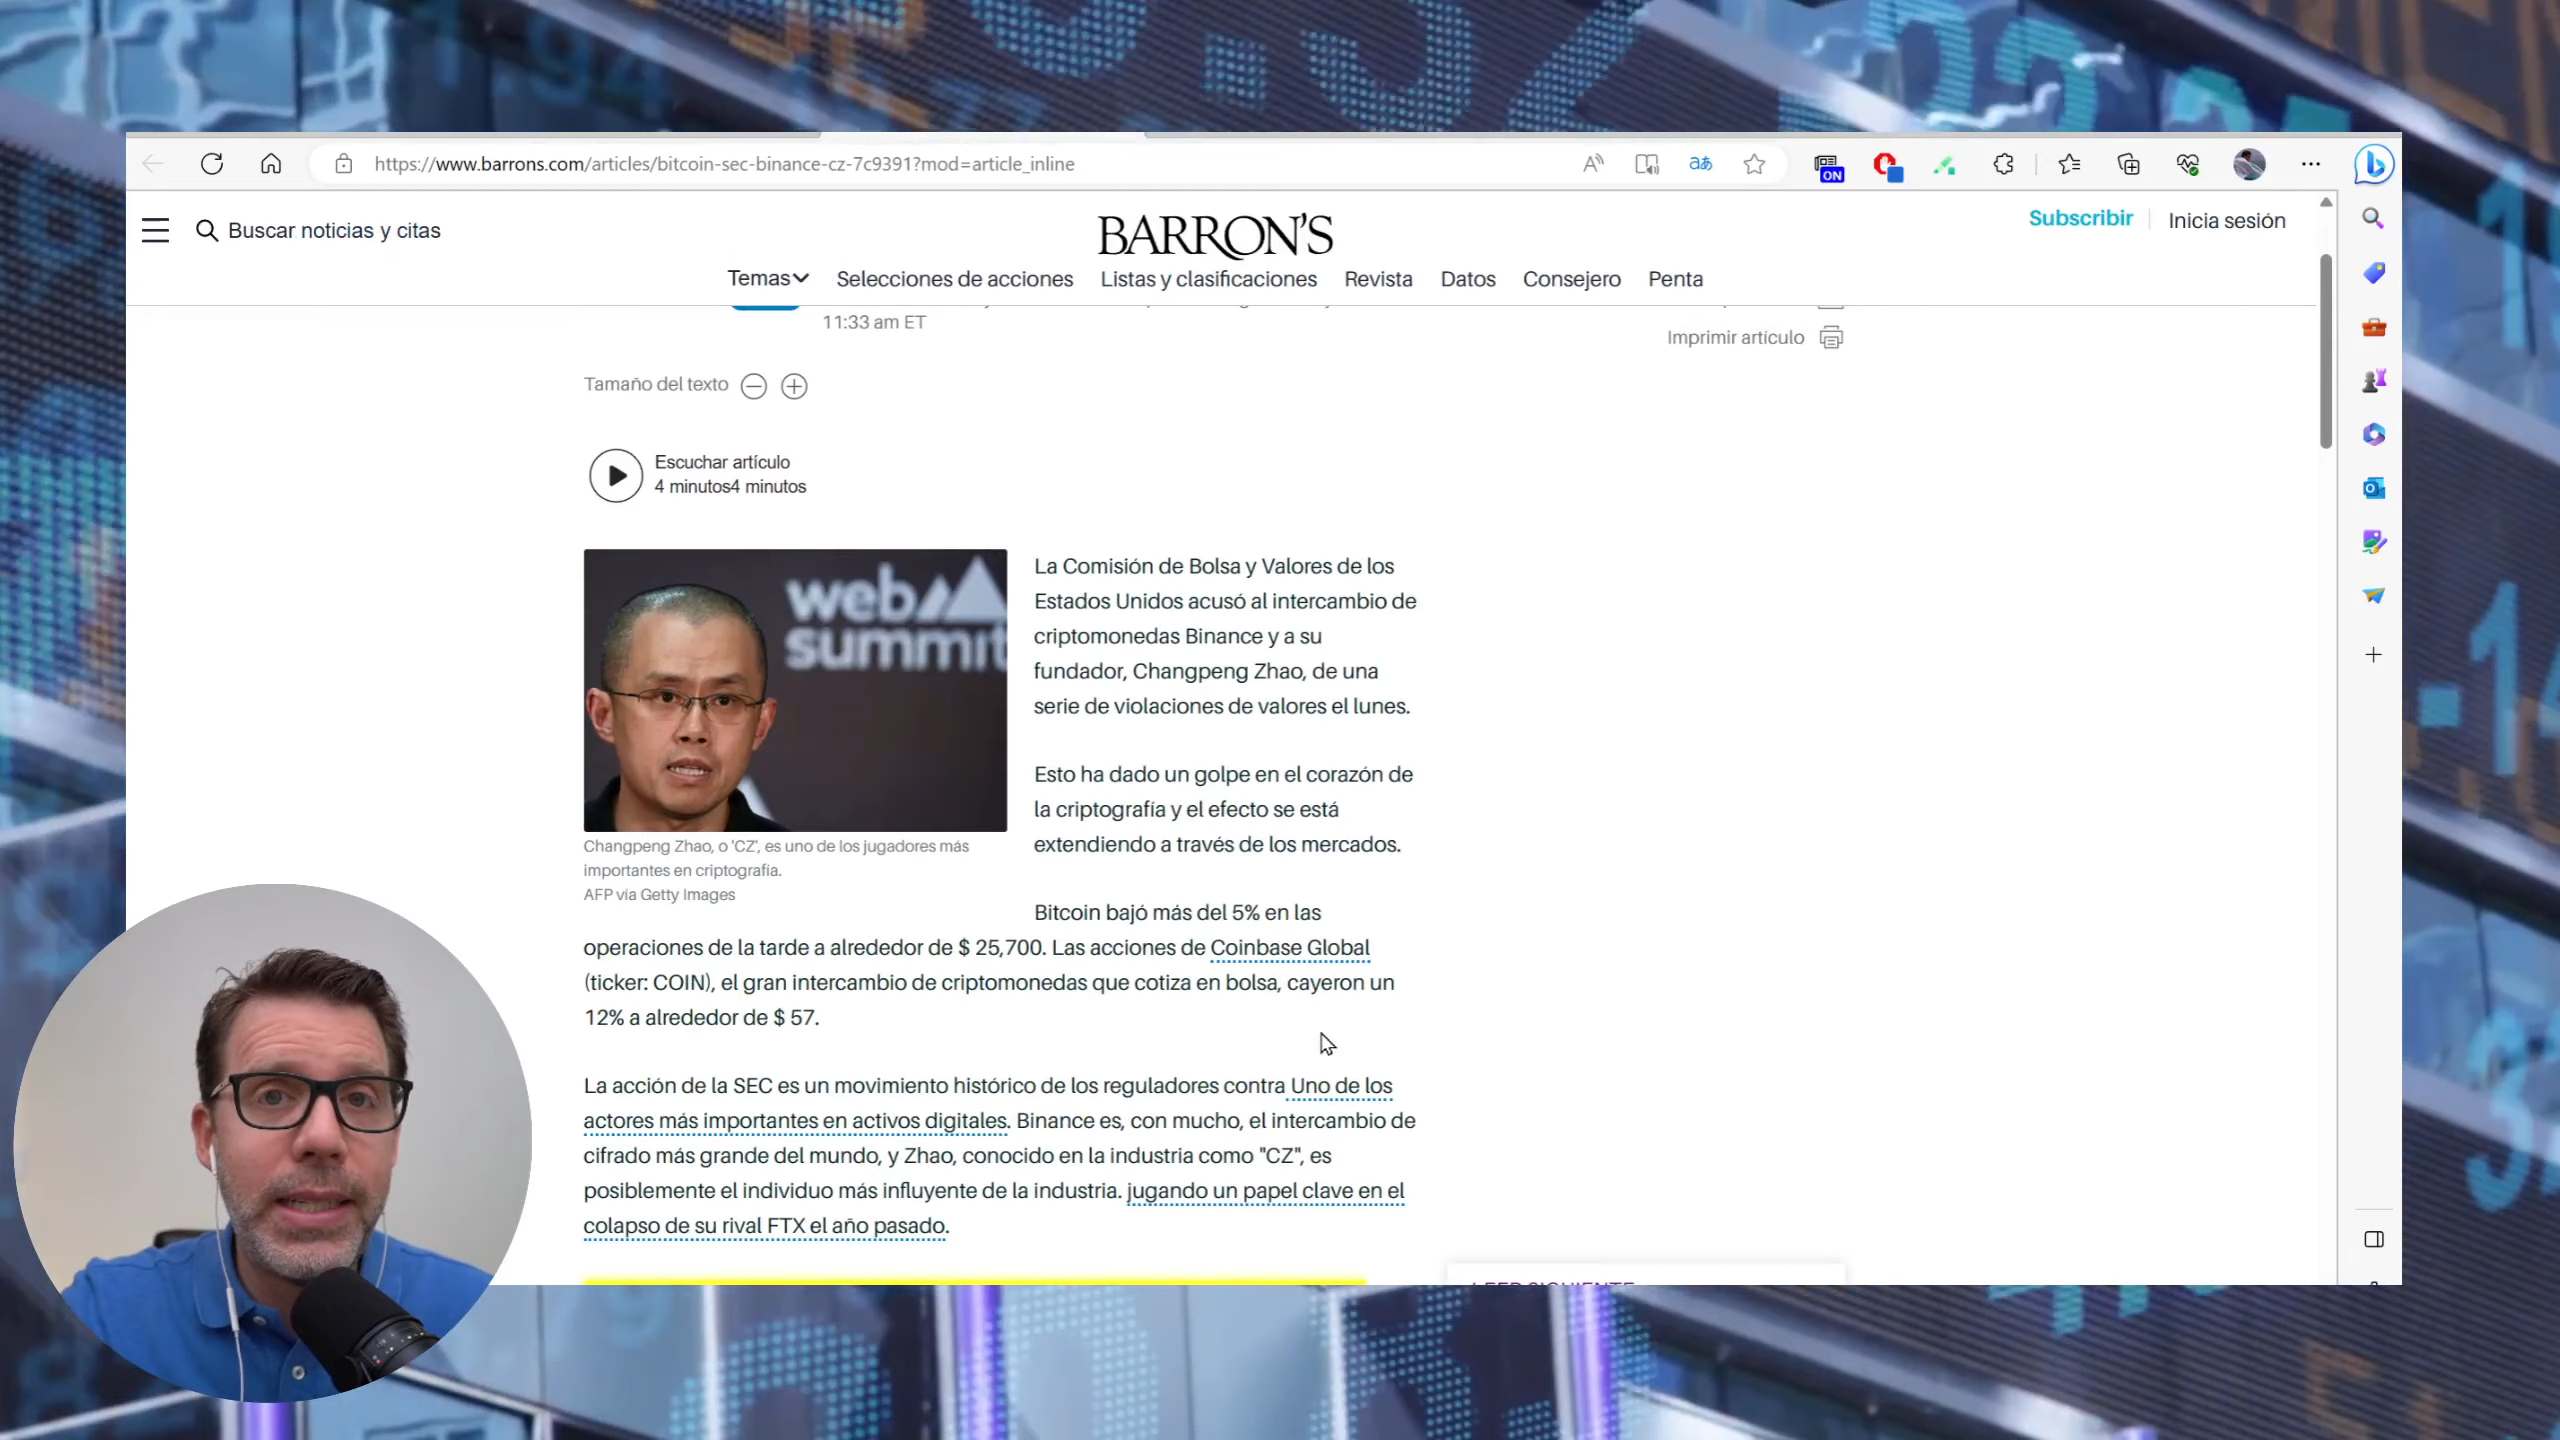 https://www.barrons.com/articles/bitcoin-sec-binance-cz-7c9391?mod=article_inline
ON
Buscar noticias y citas
BARRON'S
Subscribir
Inicia sesión
Temas
Selecciones de acciones
Listas y clasificaciones
Revista
Datos
Consejero
Penta
11:33 am ET
Imprimir artículo
Tamaño del texto
Escuchar artículo
4 minutos4 minutos
web
summit
Changpeng Zhao, o 'CZ', es uno de los jugadores más
importantes en criptografía.
AFP vía Getty Images
La Comisión de Bolsa y Valores de los
Estados Unidos acusó al intercambio de
criptomonedas Binance y a su
fundador, Changpeng Zhao, de una
serie de violaciones de valores el lunes.
Esto ha dado un golpe en el corazón de
la criptografía y el efecto se está
extendiendo a través de los mercados.
Bitcoin bajó más del 5% en las
operaciones de la tarde a alrededor de $ 25,700. Las acciones de Coinbase Global
(ticker: COIN), el gran intercambio de criptomonedas que cotiza en bolsa, cayeron un
12% a alrededor de $ 57.
La acción de la SEC es un movimiento histórico de los reguladores contra Uno de los
actores más importantes en activos digitales. Binance es, con mucho, el intercambio de
cifrado más grande del mundo, y Zhao, conocido en la industria como "CZ", es
posiblemente el individuo más influyente de la industria. jugando un papel clave en el
colapso de su rival FTX el año pasado.